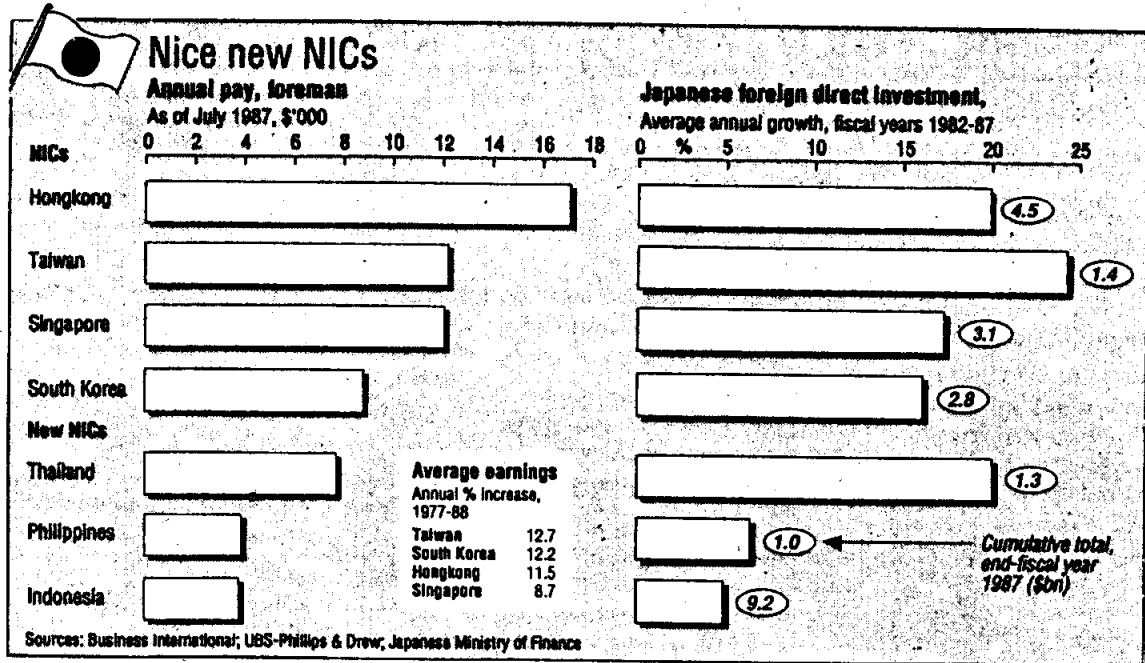 Nice new NICs
Annual pay, foreman
As of July 1987, $'000
0 2 4 6 8 10 12 14 16 18
Japanese foreign direct investment,
Average annual growth, fiscal years 1982-87
0 % 5 10 15 20 25
NICs
Hongkong
4.5
Taiwan
1.4
Singapore
3.1
South Korea
2.8
New NICs
Thailand
1.3
Philippines
1.0
Indonesia
9.2
Average earnings
Annual % increase,
1977-88
Taiwan 12.7
South Korea 12.2
Hongkong 11.5
Singapore 8.7
Cumulative total,
end-fiscal year
1987 ($bn)
Sources: Business International; UBS-Phillips & Drew; Japanese Ministry of Finance